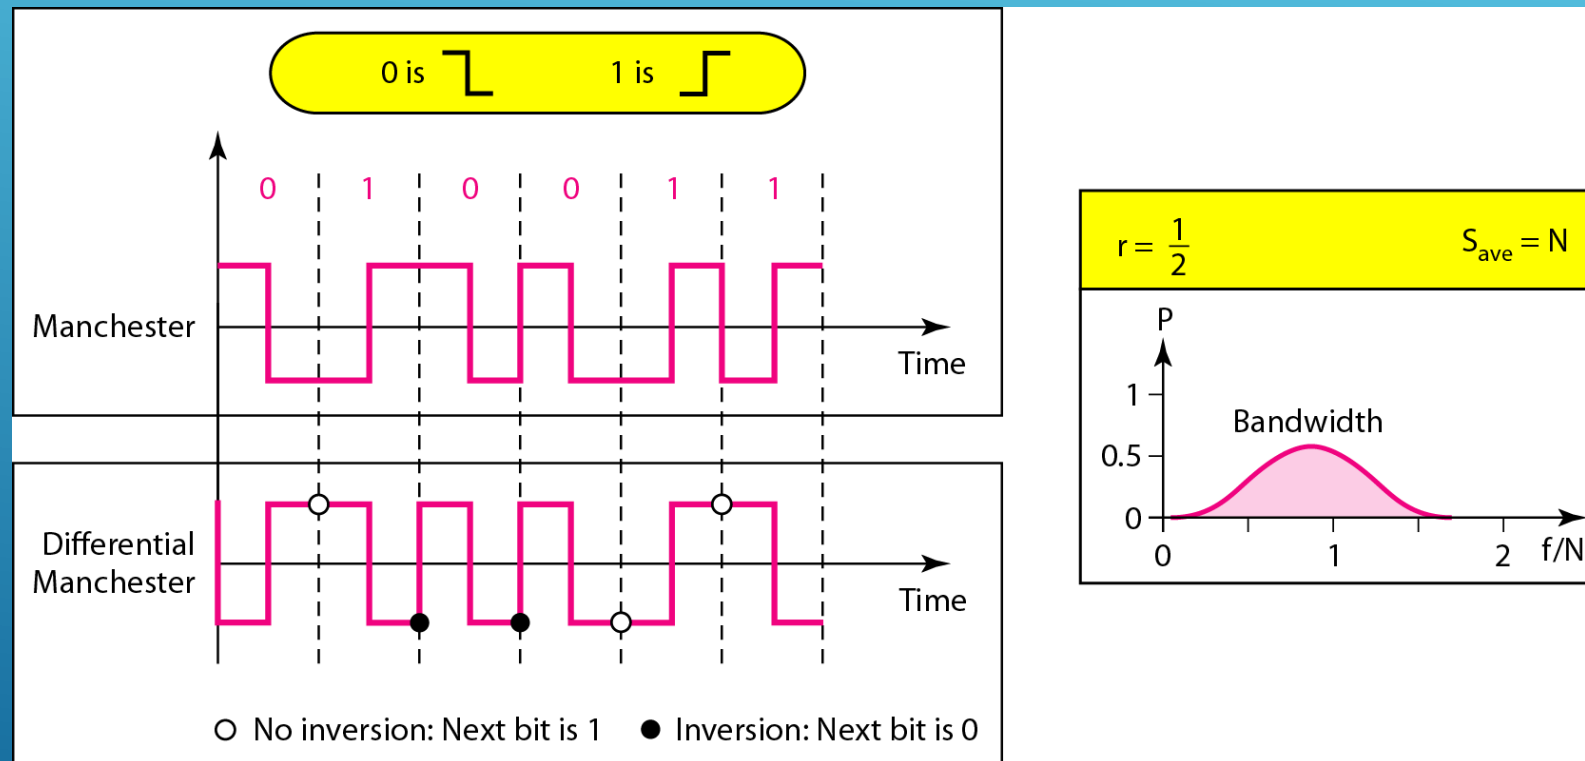 0 is 1 is
0 1 0 0 1 1
Manchester
Time
Differential
Manchester
Time
No inversion: Next bit is 1 Inversion: Next bit is 0
r = 1/2 Save = N
P
1
Bandwidth
0.5
0
0 1 2 f/N